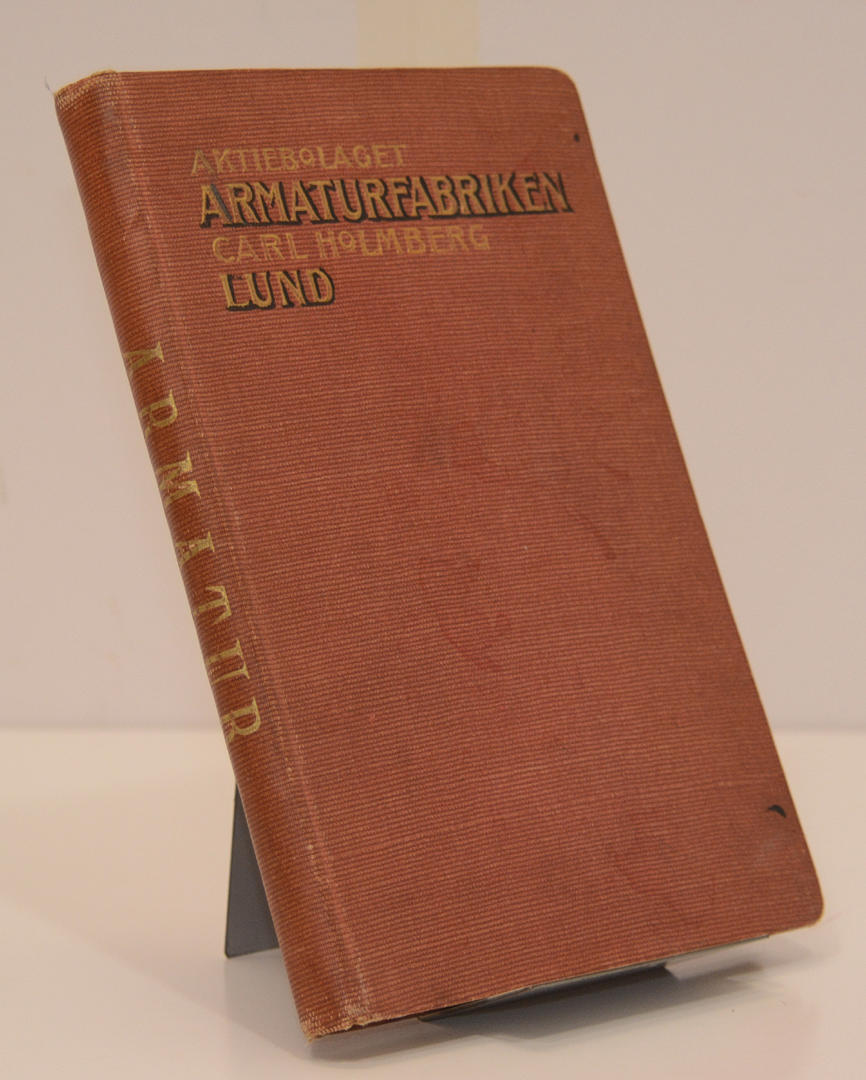 AKTIEBOLAGET
ARMATURFABRIKEN
CARL HOLMBERG
LUND
ARMATUR